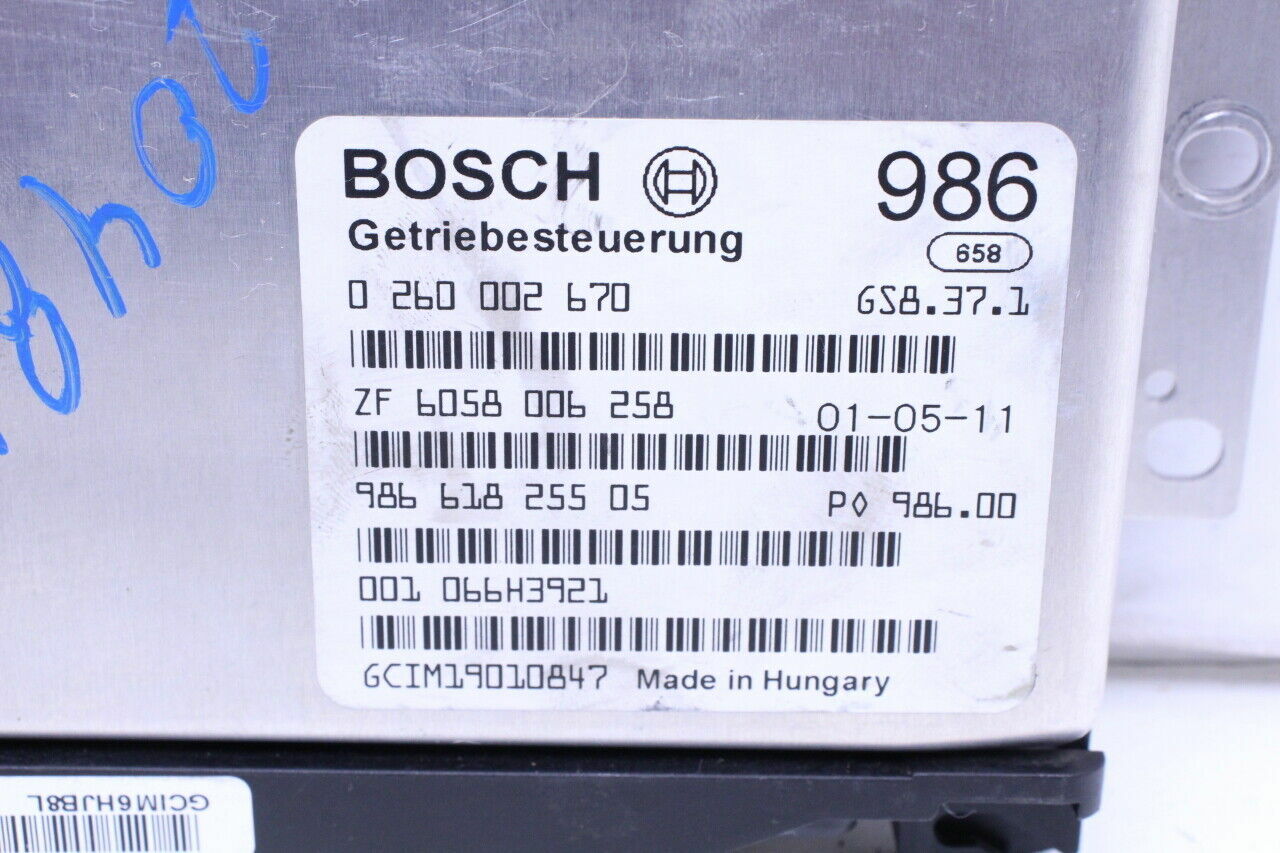 BOSCH 986
Getriebesteuerung
658
0 260 002 670 GS8.37.1
ZF 6058 006 258 01-05-11
986 618 255 05 P◊ 986.00
001 066H3921
GCIM19010847 Made in Hungary
GCIM6HJB8L